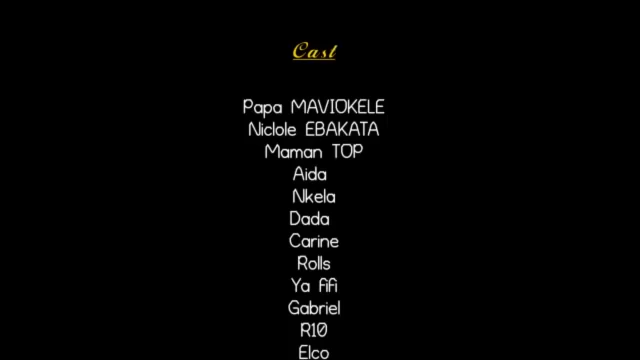 Cast
Papa MAVIOKELE
Niclole EBAKATA
Maman TOP
Aida
Nkela
Dada
Carine
Rolls
Ya fifi
Gabriel
R10
Elco